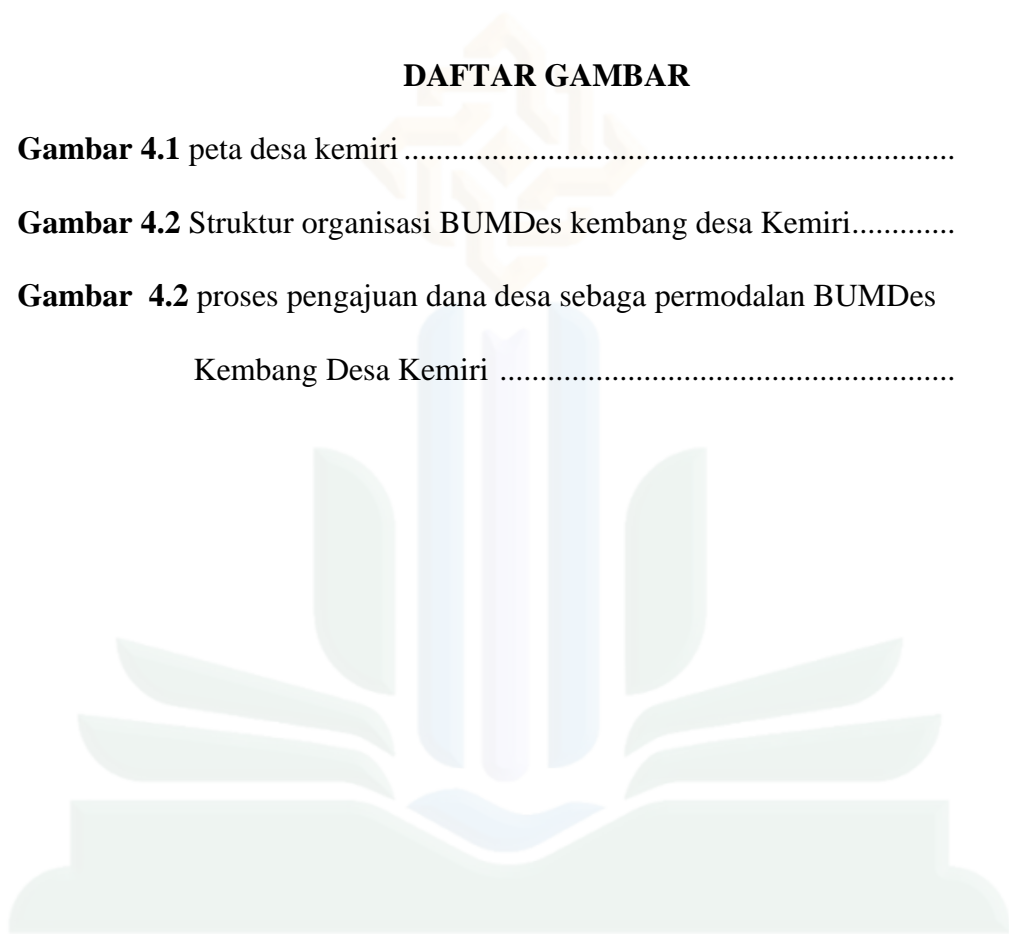 DAFTAR GAMBAR
Gambar 4.1 peta desa kemiri .....................................................................
Gambar 4.2 Struktur organisasi BUMDes kembang desa Kemiri.............
Gambar  4.2 proses pengajuan dana desa sebaga permodalan BUMDes
Kembang Desa Kemiri .........................................................